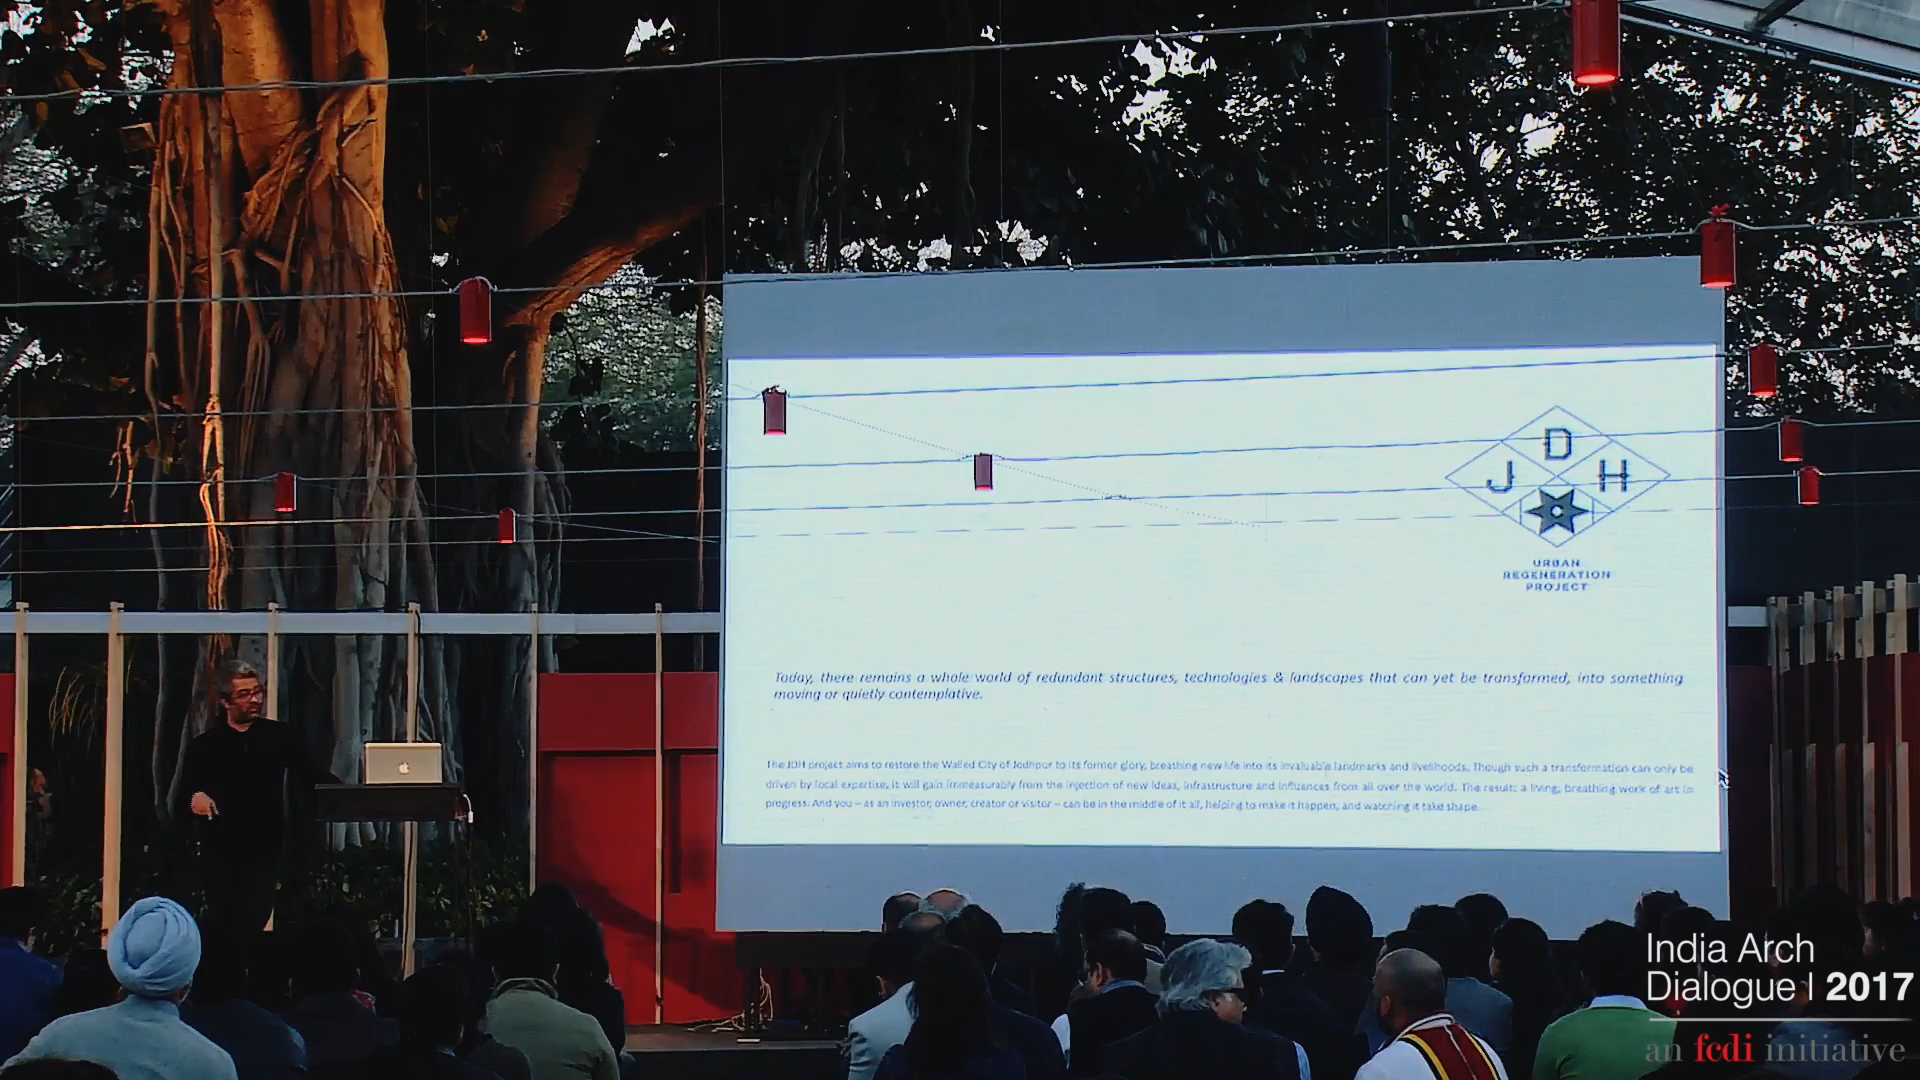 J D H
URBAN
REGENERATION
PROJECT
Today, there remains a whole world of redundant structures, technologies & landscapes that can yet be transformed, into something
moving or quietly contemplative.
The JDH project aims to restore the Walled City of Jodhpur to its former glory, breathing new life into its invaluable landmarks and livelihoods. Though such a transformation can only be
driven by local expertise, it will gain immeasurably from the injection of new ideas, infrastructure and influences from all over the world. The result: a living, breathing work of art in
progress. And you – as an investor, owner, creator or visitor – can be in the middle of it all, helping to make it happen, and watching it take shape.
India Arch
Dialogue | 2017
an fcdi initiative